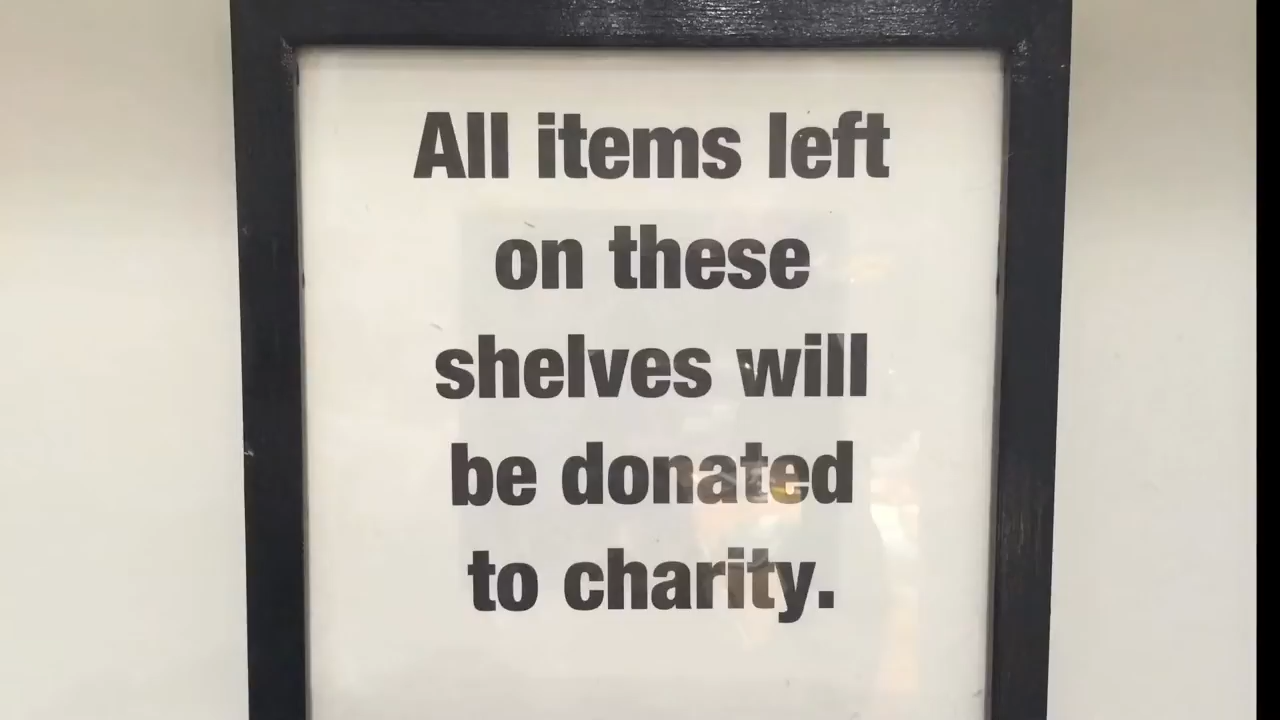 All items left
on these
shelves will
be donated
to charity.